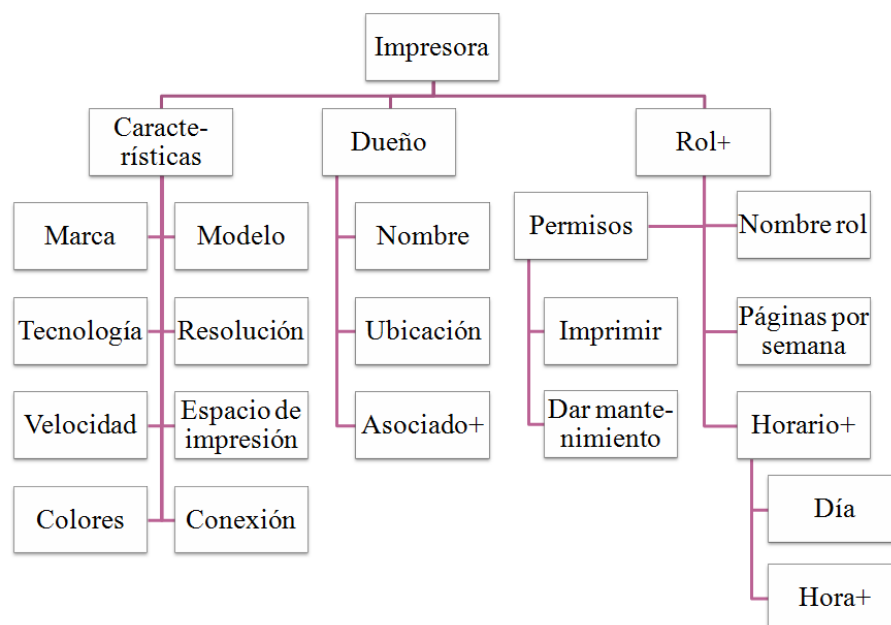 Impresora
Caracte-
rísticas
Dueño
Rol+
Marca
Modelo
Nombre
Permisos
Nombre rol
Tecnología
Resolución
Ubicación
Imprimir
Páginas por
semana
Velocidad
Espacio de
impresión
Asociado+
Dar mante-
nimiento
Horario+
Colores
Conexión
Día
Hora+